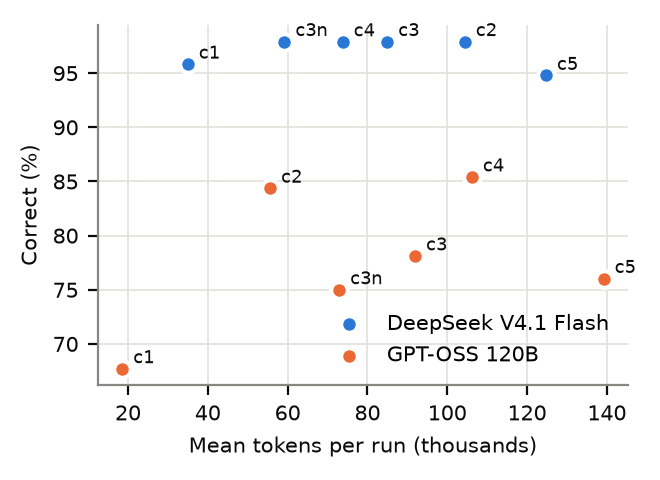 c3n c4 c3 c2
c1
c5
95
90
c4
85
c2
80
c3
c3n
c5
75
DeepSeek V4.1 Flash
70
c1
GPT-OSS 120B
Correct (%)
20 40 60 80 100 120 140
Mean tokens per run (thousands)